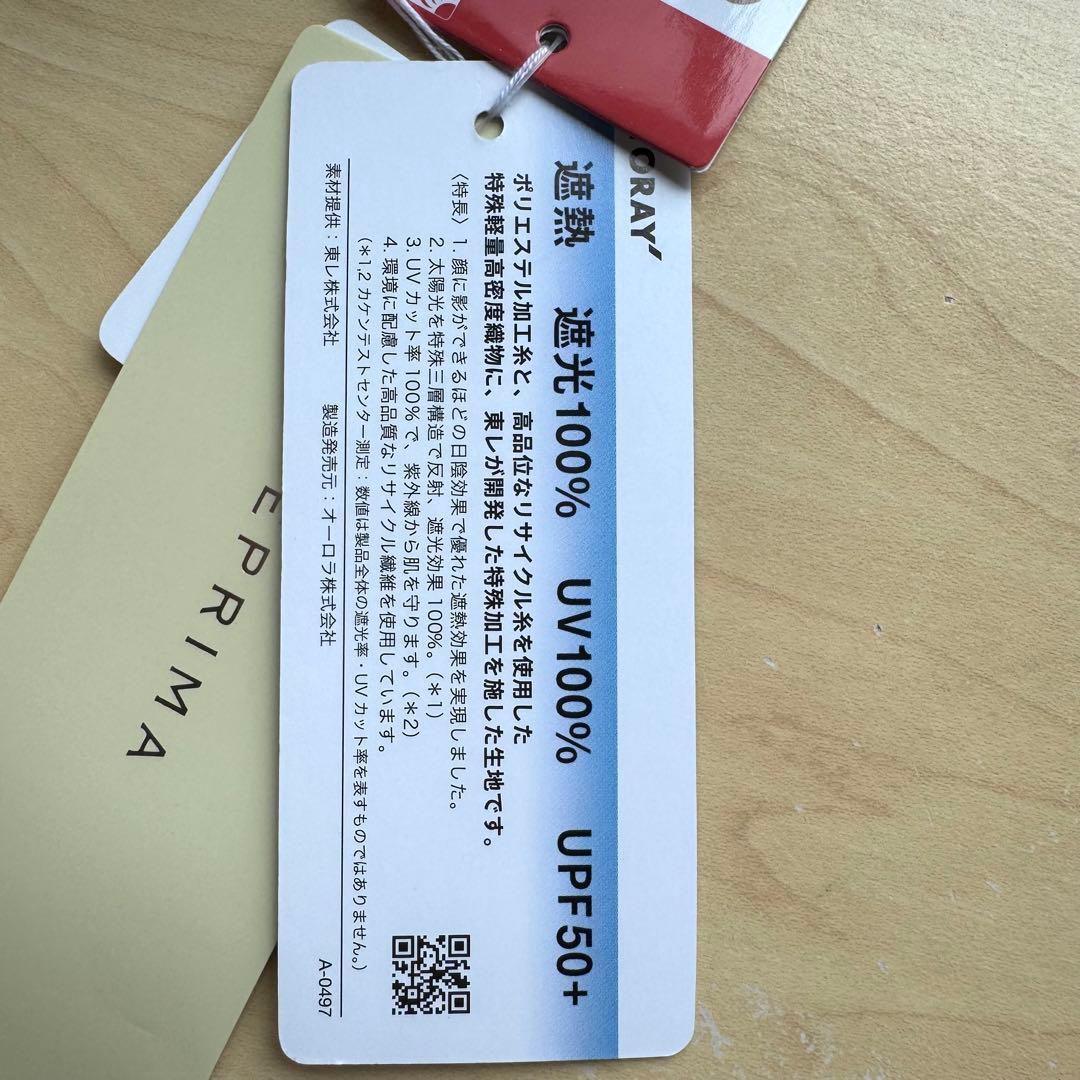 TORAY
遮熱 遮光100% UV100% UPF50+
ポリエステル加工糸と、高品位なリサイクル糸を使用した
特殊軽量高密度織物に、東レが開発した特殊加工を施した生地です。
〈特長〉1. 顔に影ができるほどの日陰効果で優れた遮熱効果を実現しました。
2. 太陽光を特殊三層構造で反射、遮光効果100%。(＊1)
3. UVカット率100%で、紫外線から肌を守ります。(＊2)
4. 環境に配慮した高品質なリサイクル繊維を使用しています。
(＊1,2 カケンテストセンター測定：数値は製品全体の遮光率・UVカット率を表すものではありません。)
素材提供：東レ株式会社 製造発売元：オーロラ株式会社
A-0497
EPRIMA